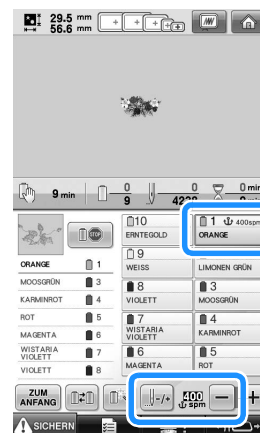 29.5 mm
56.6 mm
9 min
0
9
0
0 min
10
ERNTEGOLD
1 400spm
ORANGE
9
WEISS
LIMONEN GRÜN
ORANGE 1
MOOSGRÜN 3
KARMINROT 4
ROT 5
MAGENTA 6
WISTARIA VIOLETT 7
VIOLETT 8
8
VIOLETT
3
MOOSGRÜN
7
WISTARIA VIOLETT
4
KARMINROT
6
MAGENTA
5
ROT
ZUM ANFANG
-/+
400 spm
-
+
SICHERN